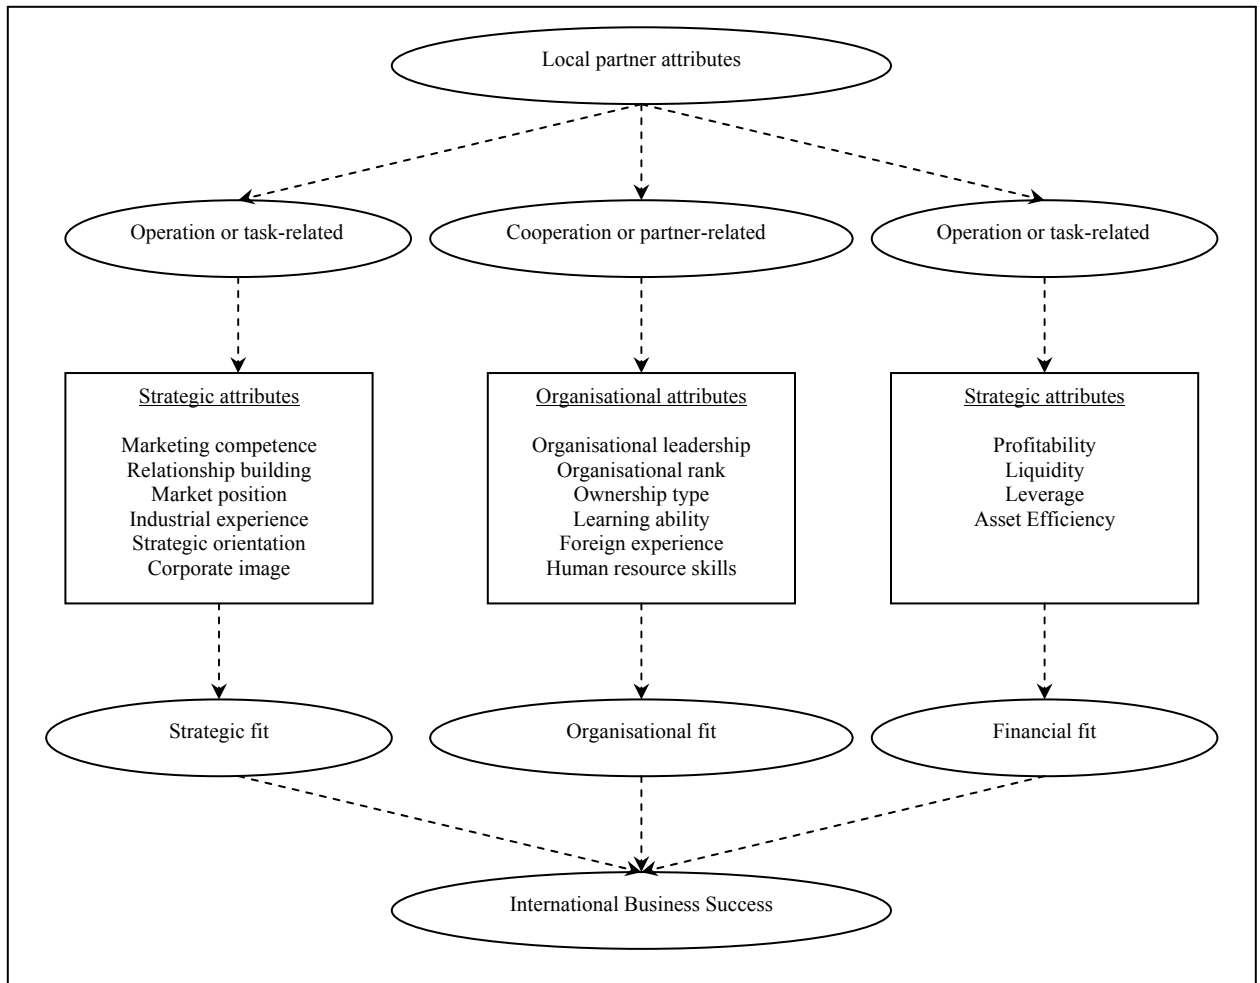 Local partner attributes
Operation or task-related
Cooperation or partner-related
Operation or task-related
Strategic attributes
Marketing competence
Relationship building
Market position
Industrial experience
Strategic orientation
Corporate image
Organisational attributes
Organisational leadership
Organisational rank
Ownership type
Learning ability
Foreign experience
Human resource skills
Strategic attributes
Profitability
Liquidity
Leverage
Asset Efficiency
Strategic fit
Organisational fit
Financial fit
International Business Success